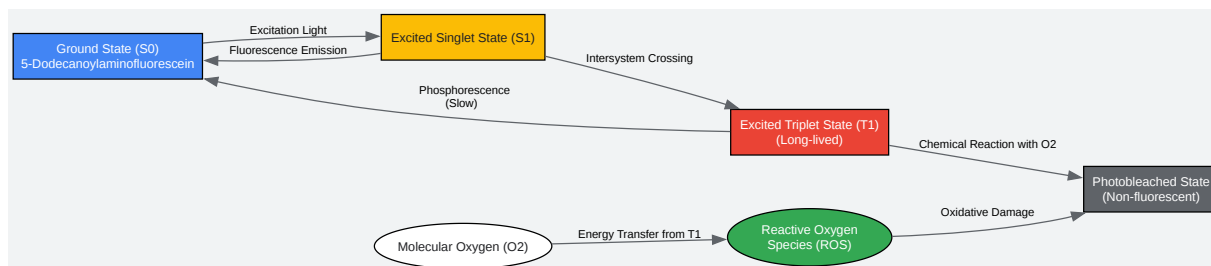 Excitation Light
Excited Singlet State (S1)
Ground State (S0)
5-Dodecanoylaminofluorescein
Fluorescence Emission
Intersystem Crossing
Phosphorescence
(Slow)
Excited Triplet State (T1)
(Long-lived)
Chemical Reaction with O2
Photobleached State
(Non-fluorescent)
Molecular Oxygen (O2)
Energy Transfer from T1
Reactive Oxygen
Species (ROS)
Oxidative Damage